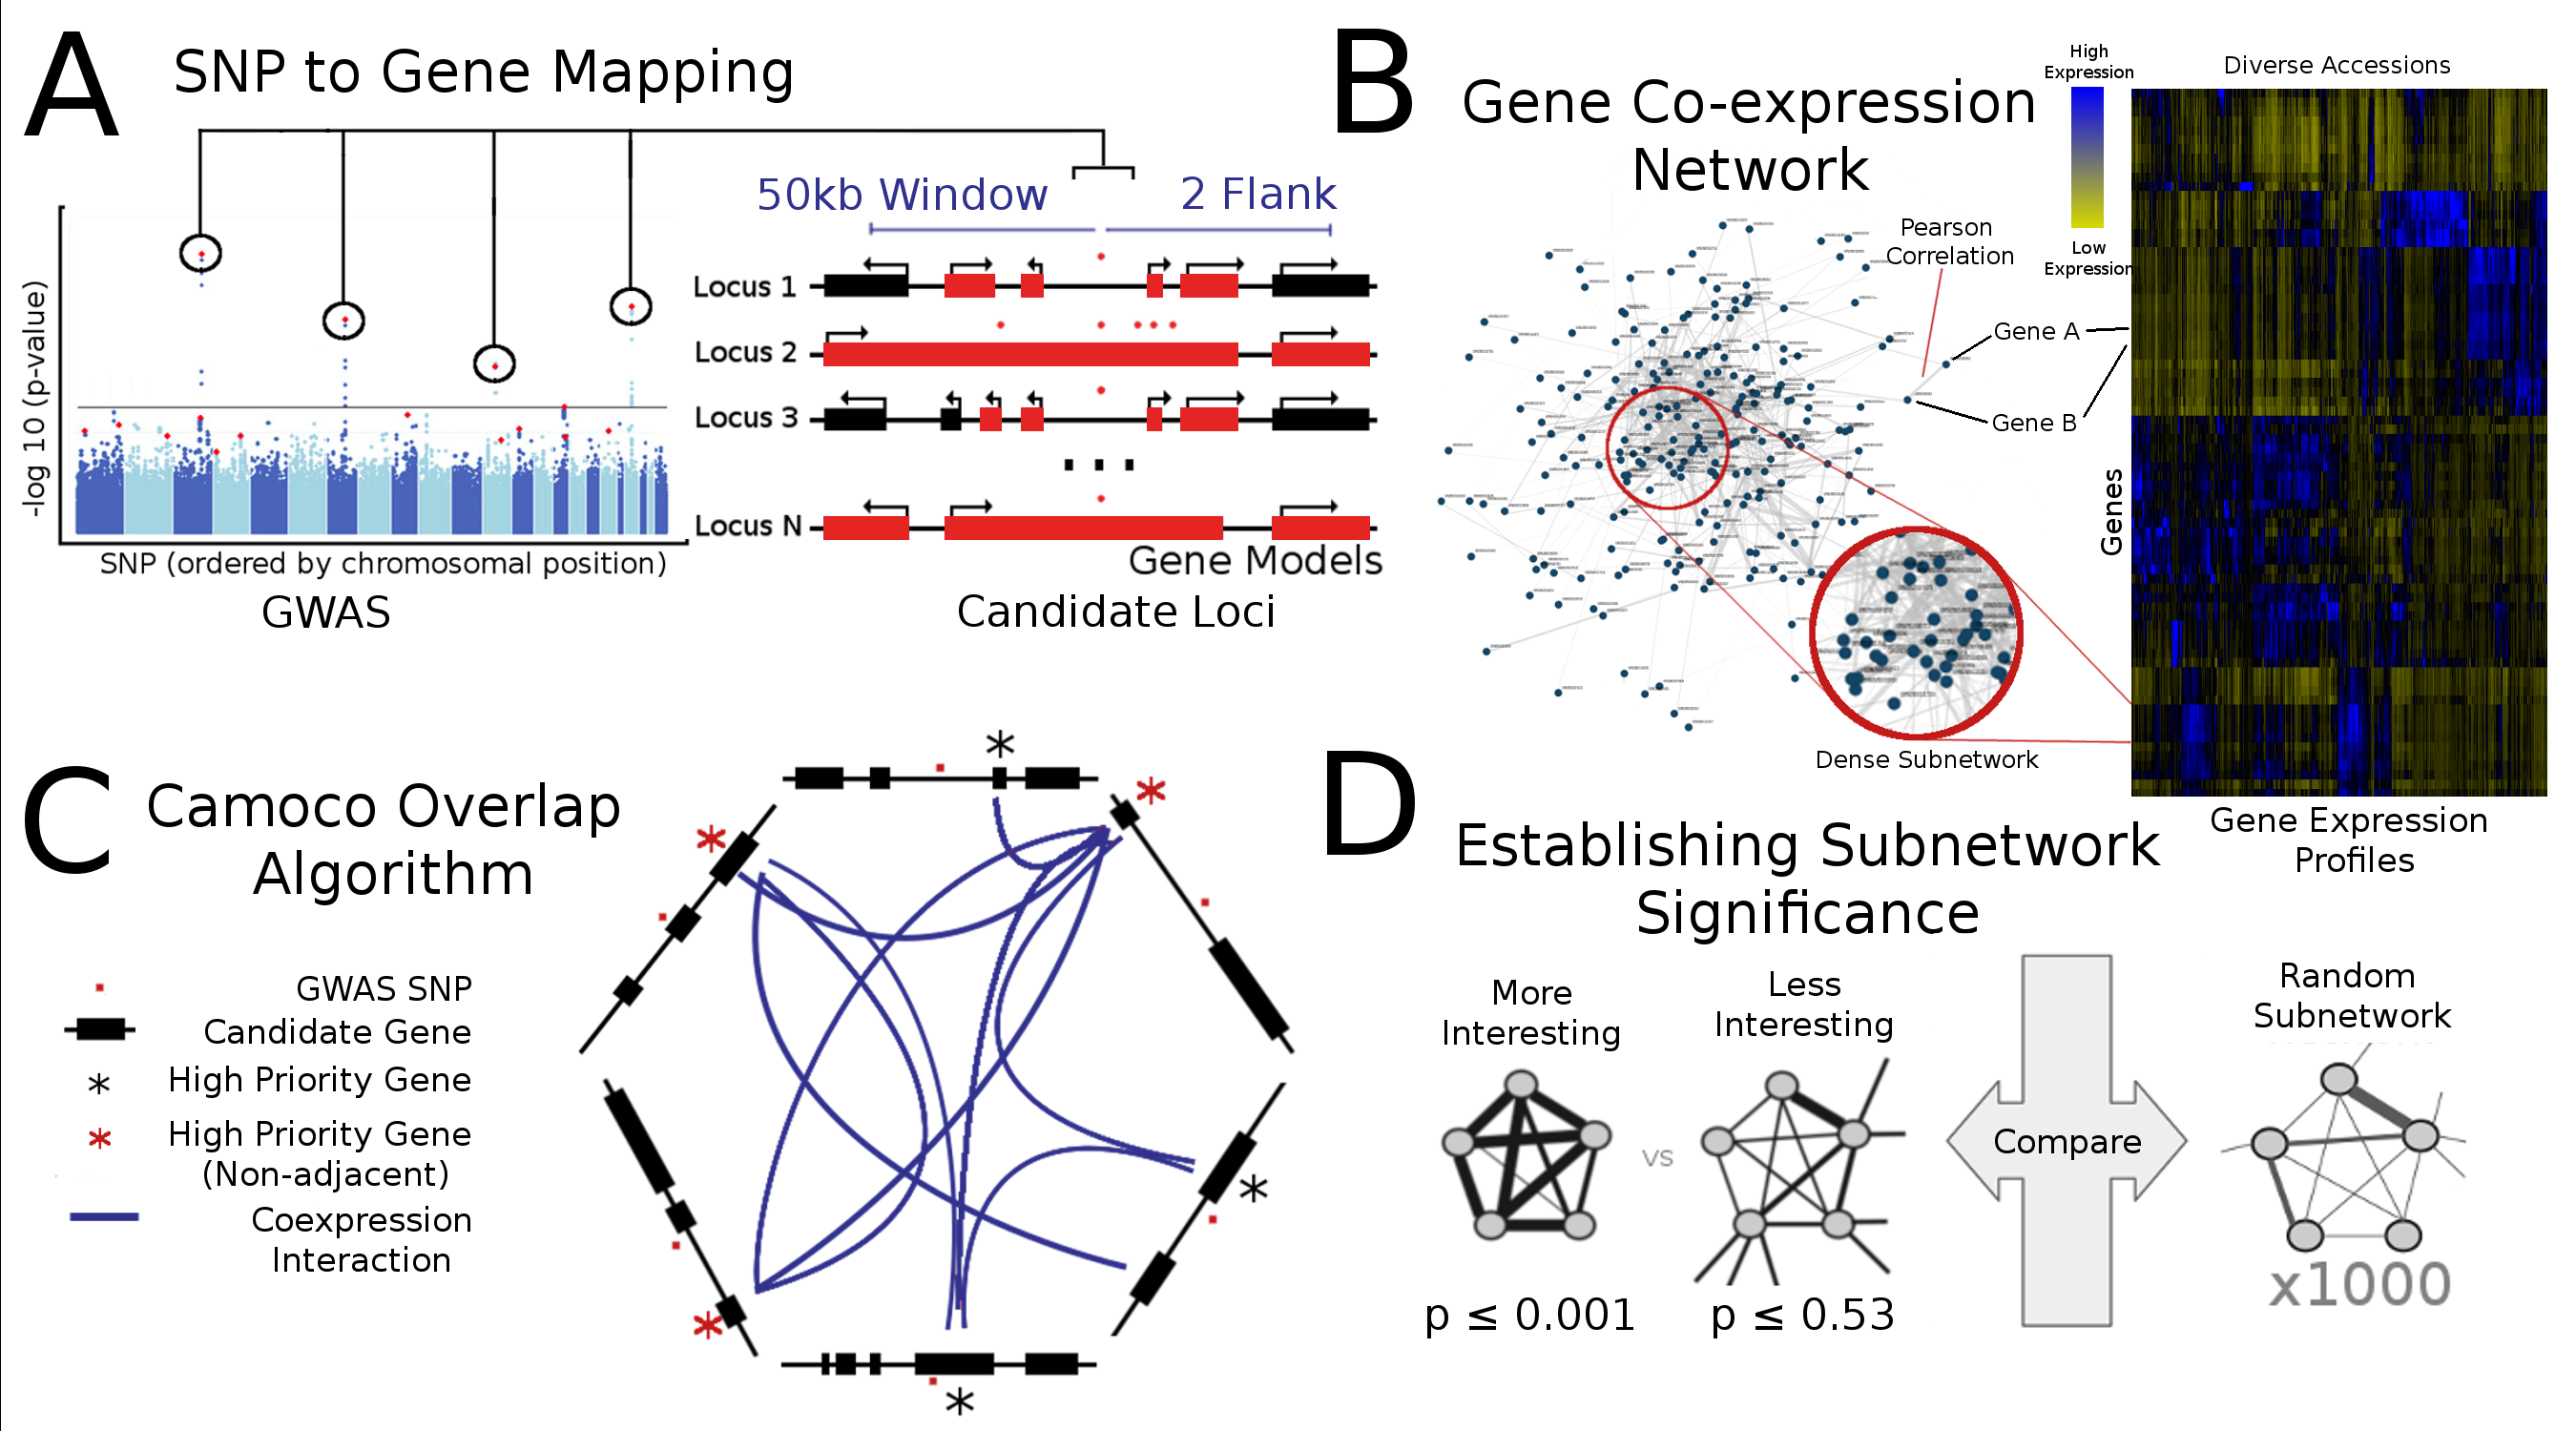 A
SNP to Gene Mapping
50kb Window
2 Flank
-log 10 (p-value)
Locus 1
Locus 2
Locus 3
Locus N
Gene Models
SNP (ordered by chromosomal position)
GWAS
Candidate Loci
B
Gene Co-expression
Network
High
Expression
Low
Expression
Diverse Accessions
Pearson
Correlation
Gene A
Gene B
Genes
Dense Subnetwork
Gene Expression
Profiles
C
Camoco Overlap
Algorithm
GWAS SNP
Candidate Gene
* High Priority Gene
* High Priority Gene
(Non-adjacent)
Coexpression
Interaction
*
*
*
*
*
*
D
Establishing Subnetwork
Significance
More
Interesting
vs
Less
Interesting
Compare
Random
Subnetwork
p ≤ 0.001
p ≤ 0.53
x1000